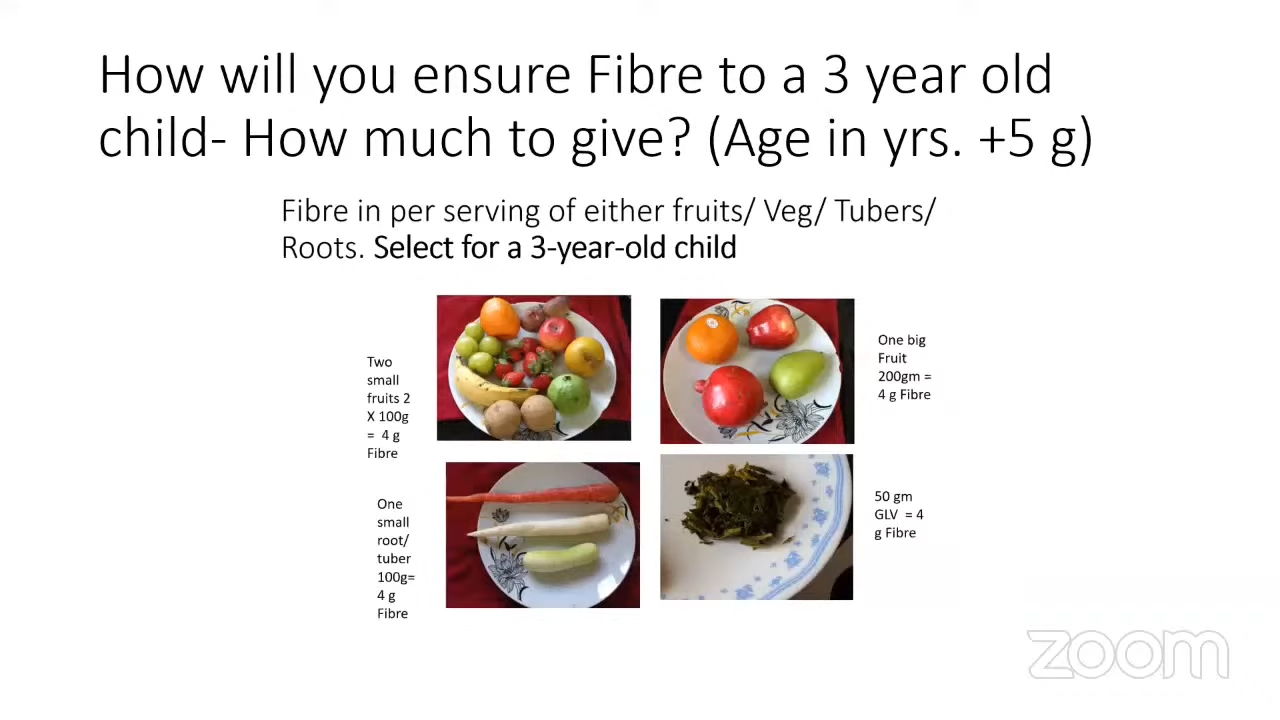 How will you ensure Fibre to a 3 year old
child- How much to give? (Age in yrs. +5 g)
Fibre in per serving of either fruits/ Veg/ Tubers/
Roots. Select for a 3-year-old child
Two
small
fruits 2
X 100g
= 4 g
Fibre
One big
Fruit
200gm =
4 g Fibre
One
small
root/
tuber
100g=
4 g
Fibre
50 gm
GLV = 4
g Fibre
zoom